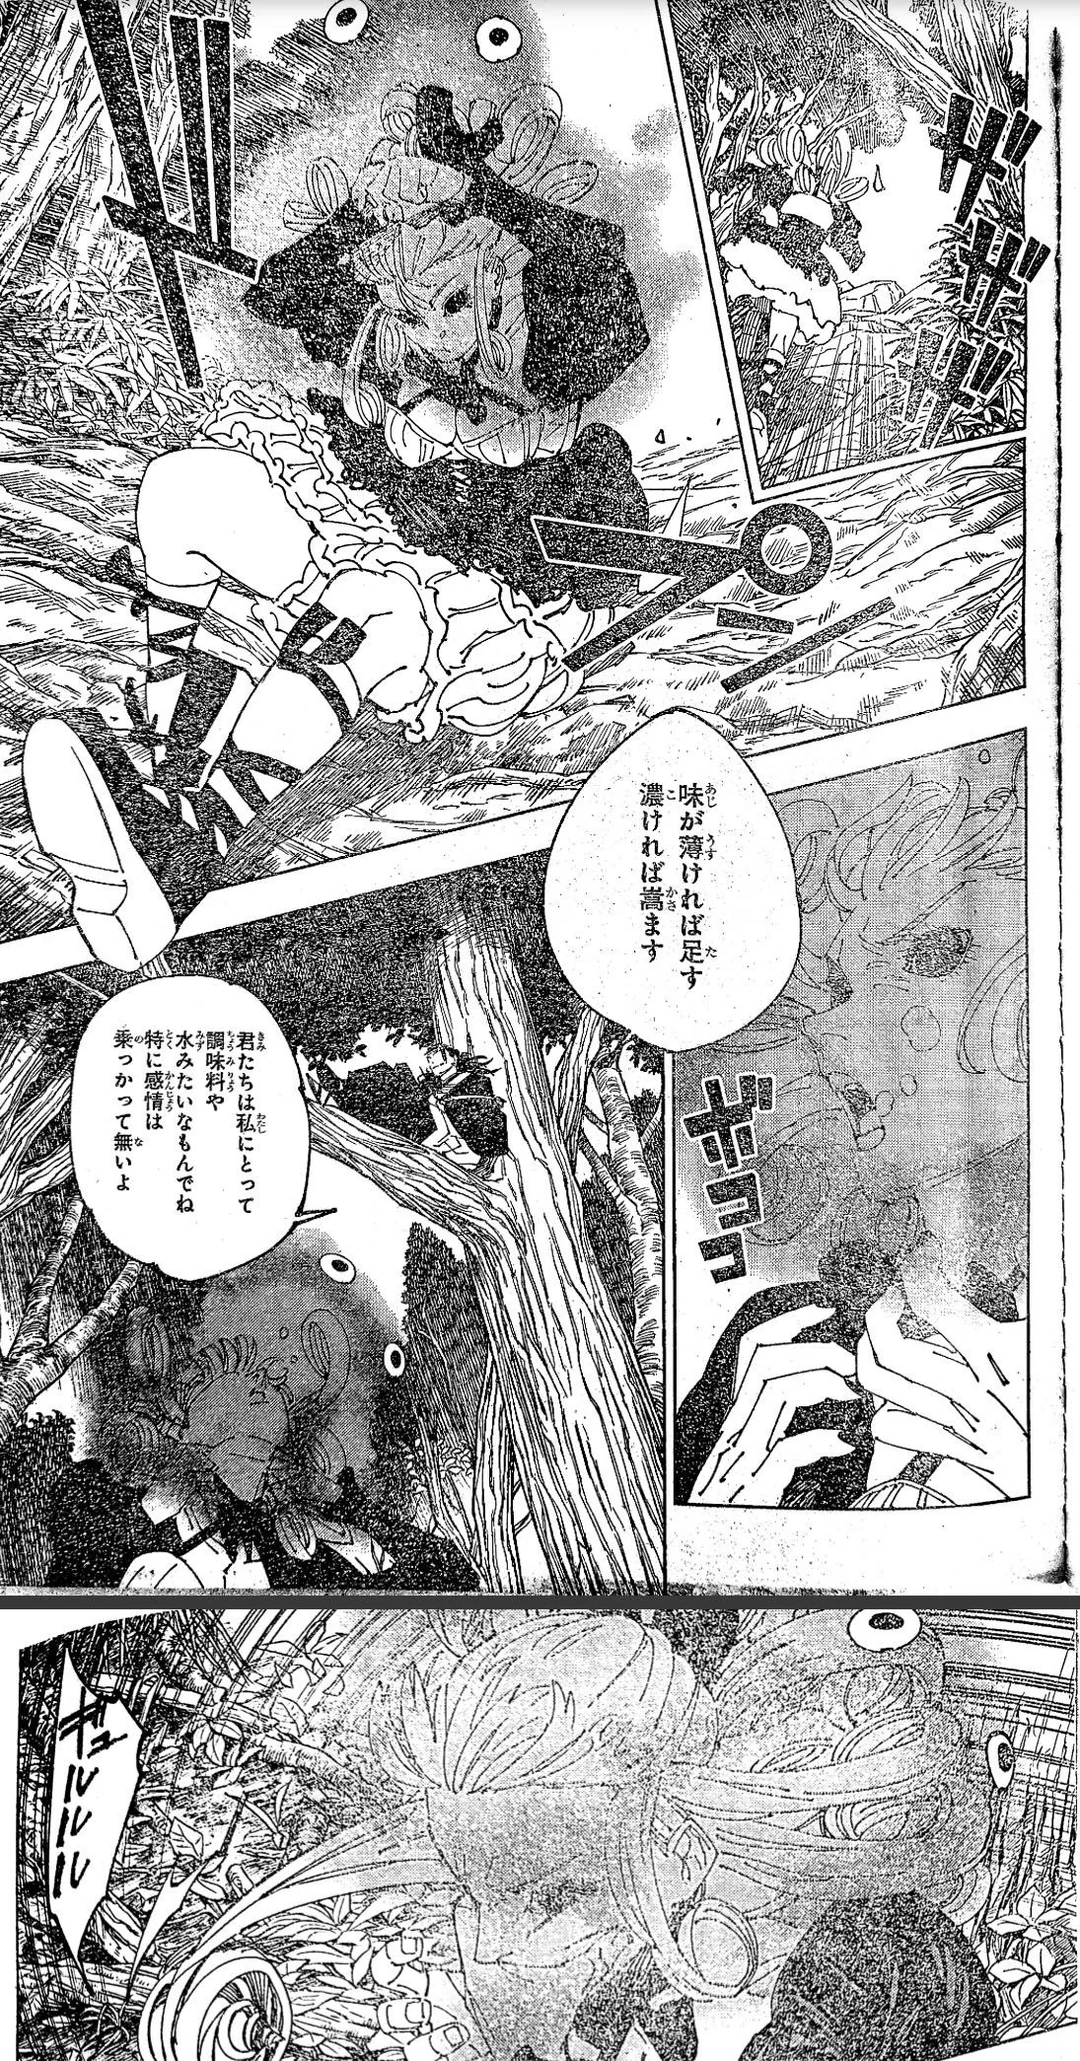 ザザザ
味が薄ければ足す
濃ければ嵩ます
君たちは私にとって
調味料や
水みたいなもんでね
特に感情は
乗っかって無いよ
ギュルルル